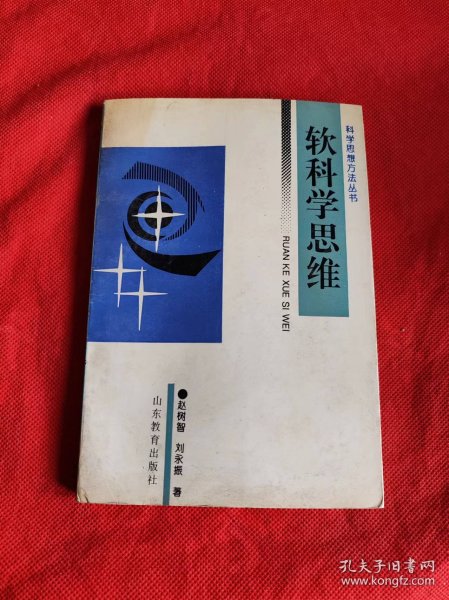 科学思想方法丛书
软科学思维
RUAN KE XUE SI WEI
赵树智 刘永振 著
山东教育出版社
孔夫子旧书网
www.kongfz.com